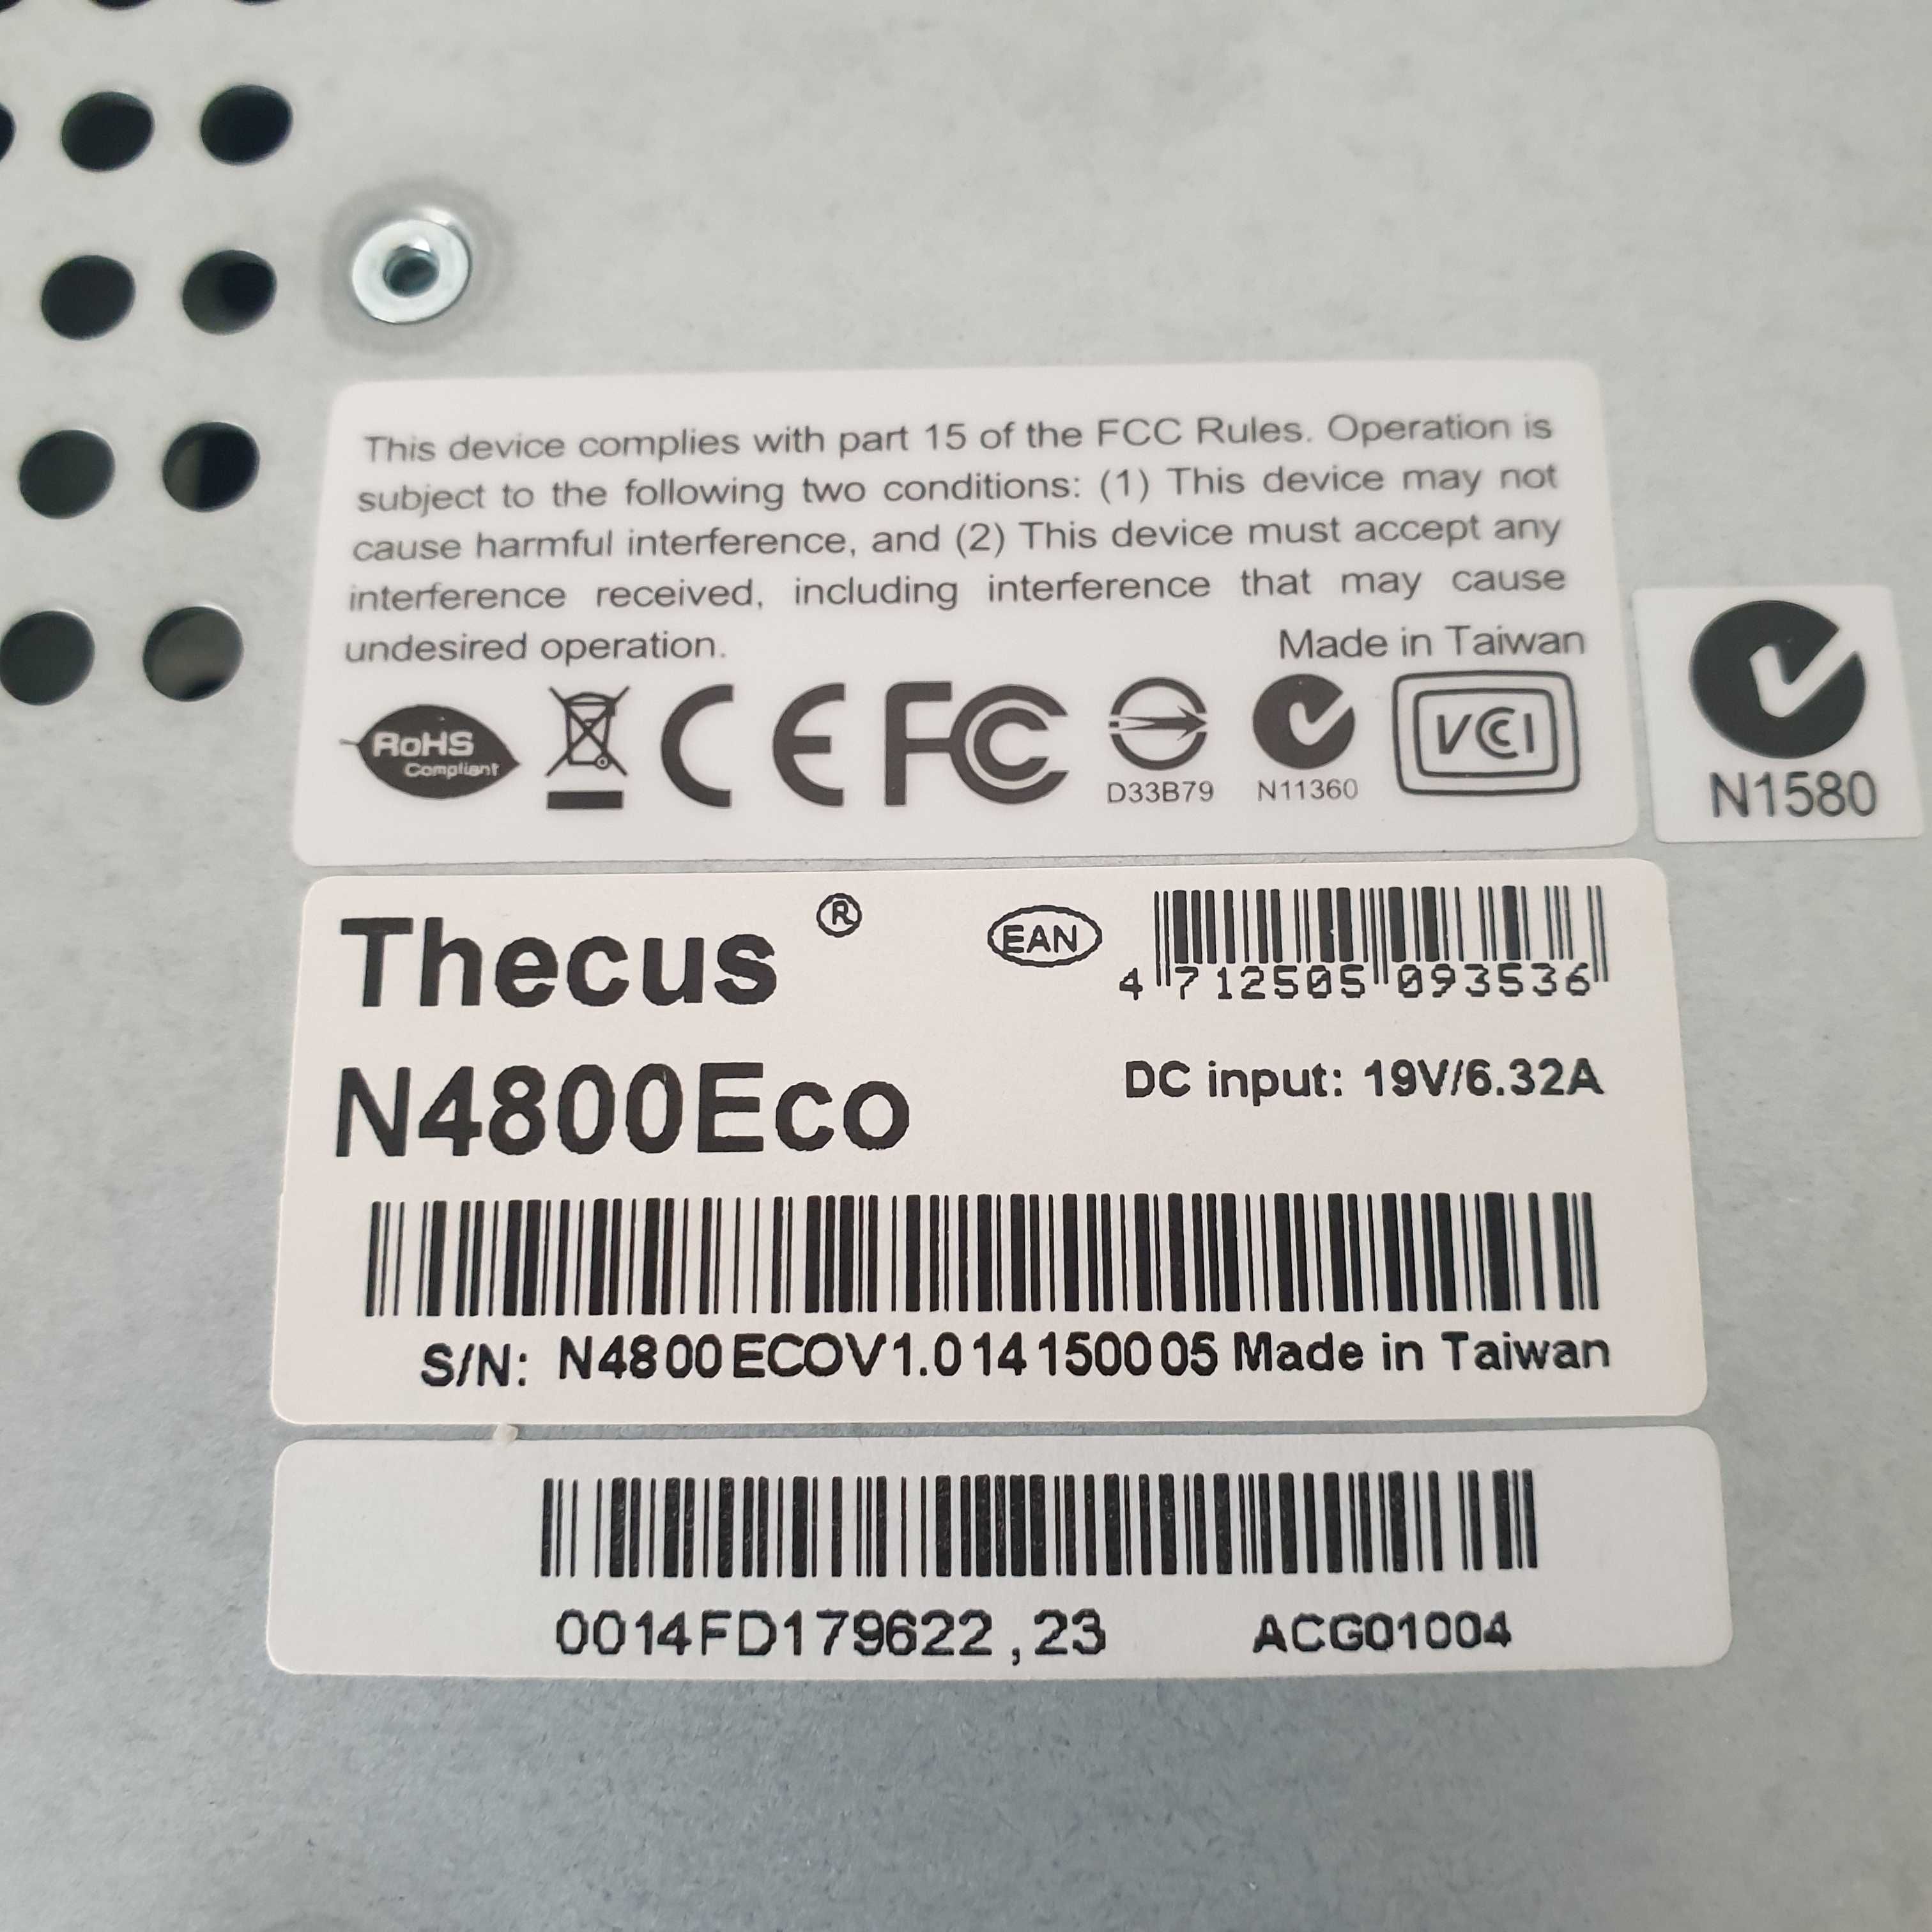 This device complies with part 15 of the FCC Rules. Operation is
subject to the following two conditions: (1) This device may not
cause harmful interference, and (2) This device must accept any
interference received, including interference that may cause
undesired operation. Made in Taiwan
RoHS
Compliant
CE FC VCCI
D33B79 N11360
N1580
Thecus ®
EAN
4 712505 093536
N4800Eco
DC input: 19V/6.32A
S/N: N4800ECOV1.014150005 Made in Taiwan
0014FD179622,23 ACG01004